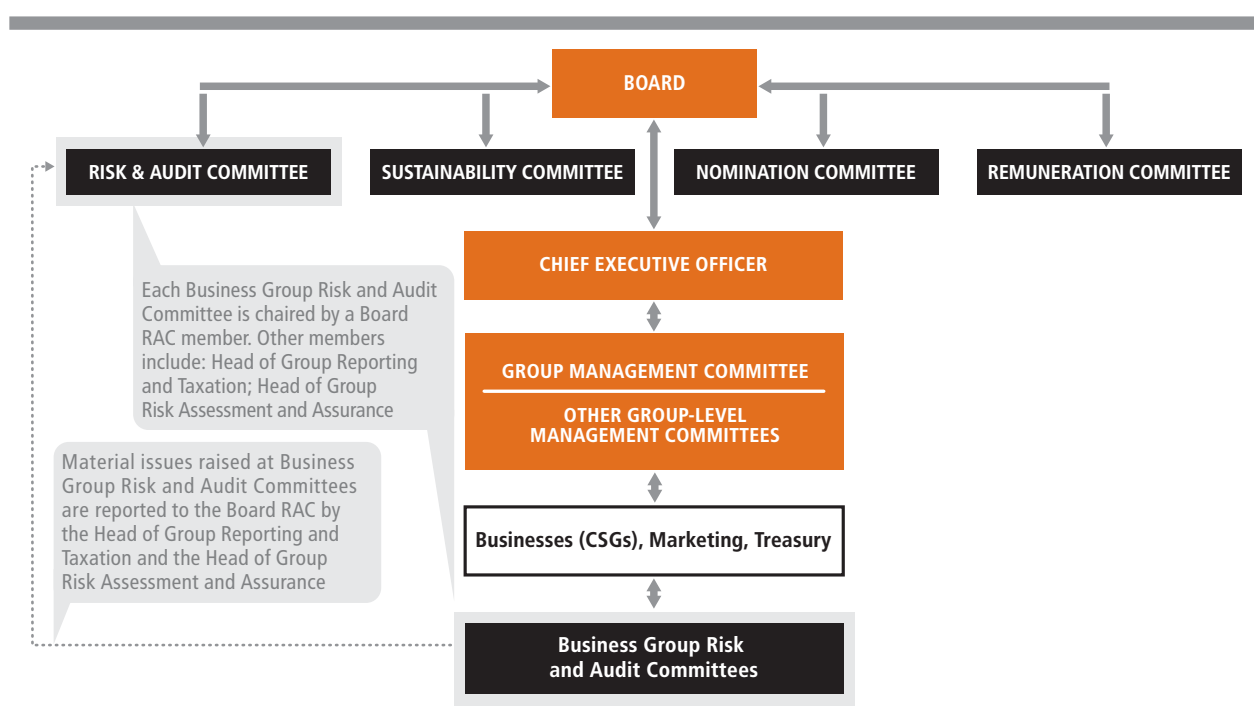 BOARD
RISK & AUDIT COMMITTEE
SUSTAINABILITY COMMITTEE
NOMINATION COMMITTEE
REMUNERATION COMMITTEE
CHIEF EXECUTIVE OFFICER
Each Business Group Risk and Audit
Committee is chaired by a Board
RAC member. Other members
include: Head of Group Reporting
and Taxation; Head of Group
Risk Assessment and Assurance
GROUP MANAGEMENT COMMITTEE
OTHER GROUP-LEVEL
MANAGEMENT COMMITTEES
Material issues raised at Business
Group Risk and Audit Committees
are reported to the Board RAC by
the Head of Group Reporting and
Taxation and the Head of Group
Risk Assessment and Assurance
Businesses (CSGs), Marketing, Treasury
Business Group Risk
and Audit Committees